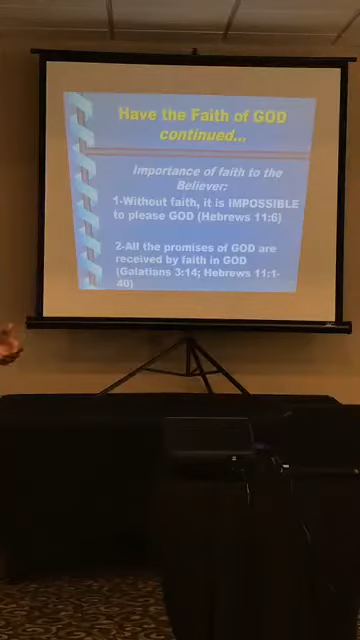 Have the Faith of GOD
continued...
Importance of faith to the
Believer:
1-Without faith, it is IMPOSSIBLE
to please GOD (Hebrews 11:6)
2-All the promises of GOD are
received by faith in GOD
(Galatians 3:14; Hebrews 11:1-
40)